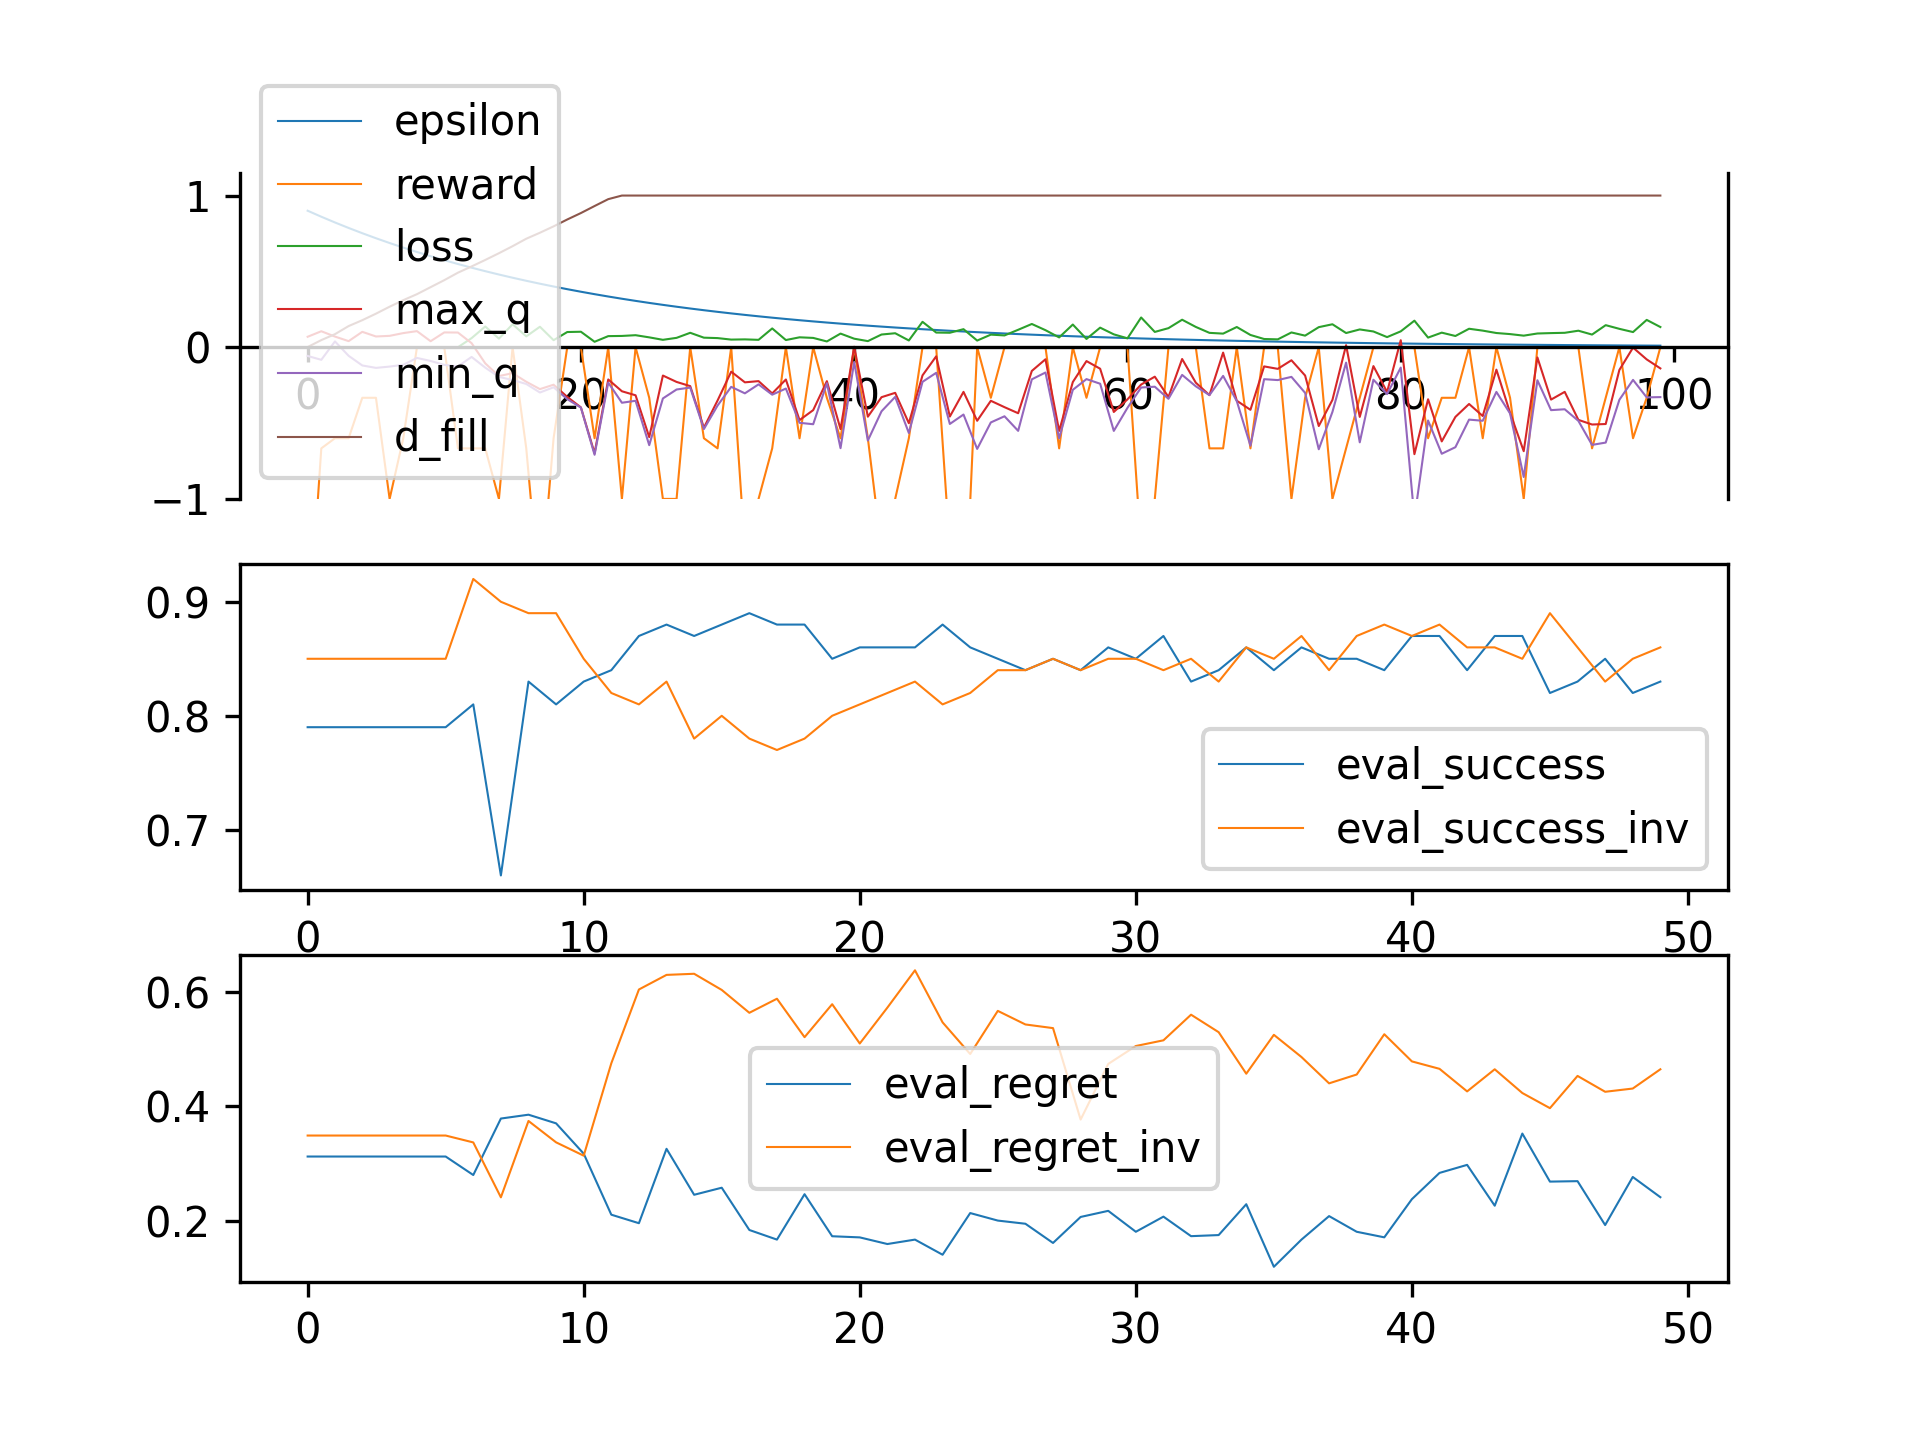 epsilon
reward
loss
max_q
min_q
d_fill
1
0
−1
0 20 40 60 80 100
0.9
0.8
0.7
eval_success
eval_success_inv
0 10 20 30 40 50
0.6
0.4
0.2
eval_regret
eval_regret_inv
0 10 20 30 40 50